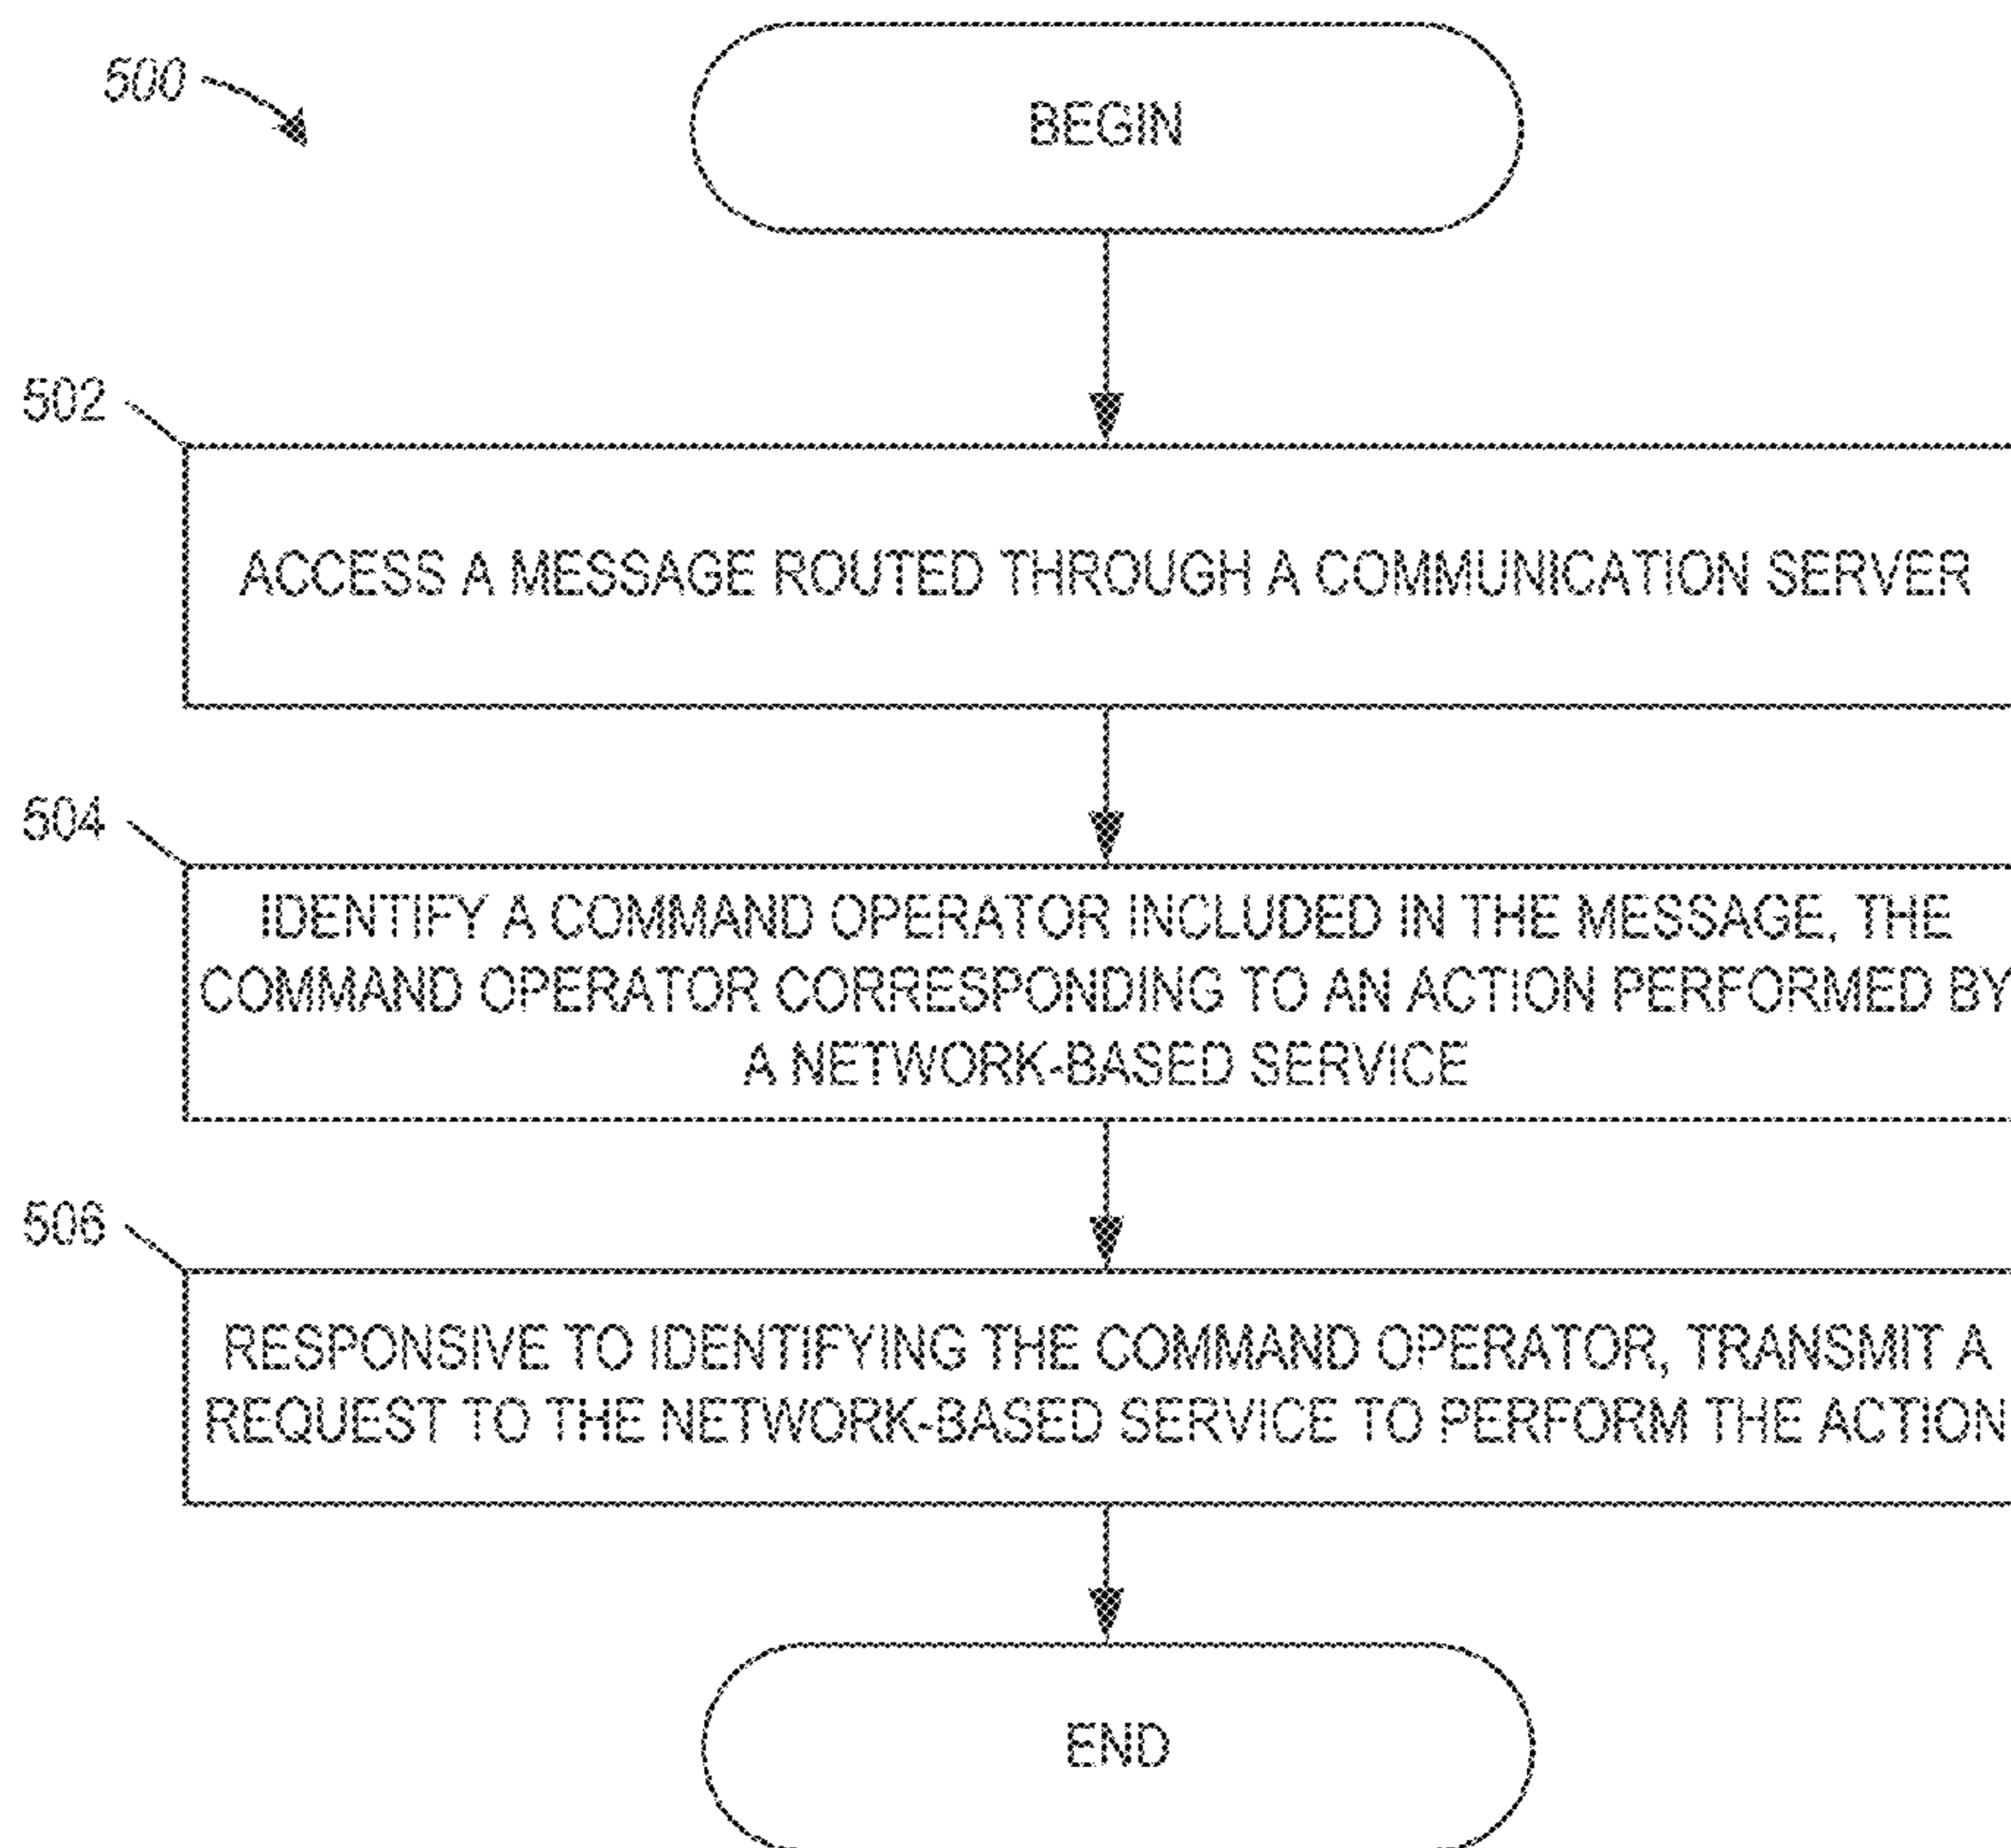 500
BEGIN
502
ACCESS A MESSAGE ROUTED THROUGH A COMMUNICATION SERVER
504
IDENTIFY A COMMAND OPERATOR INCLUDED IN THE MESSAGE, THE
COMMAND OPERATOR CORRESPONDING TO AN ACTION PERFORMED BY
A NETWORK-BASED SERVICE
506
RESPONSIVE TO IDENTIFYING THE COMMAND OPERATOR, TRANSMIT A
REQUEST TO THE NETWORK-BASED SERVICE TO PERFORM THE ACTION
END